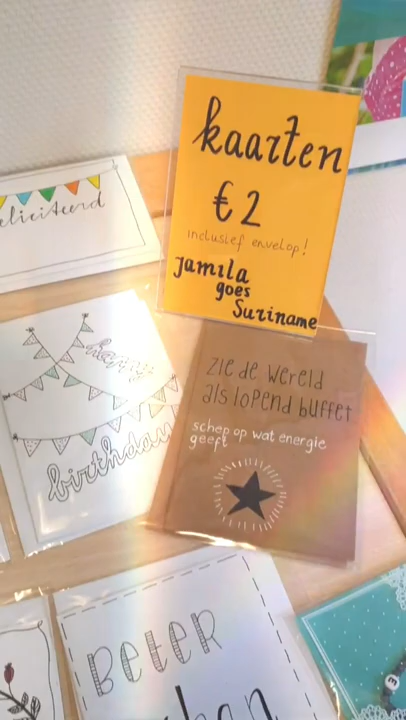 kaarten
€2
inclusief envelop!
Jamila
goes
Suriname
happy
birthday
zie de wereld
als lopend buffet
schep op wat energie
geeft
Beter